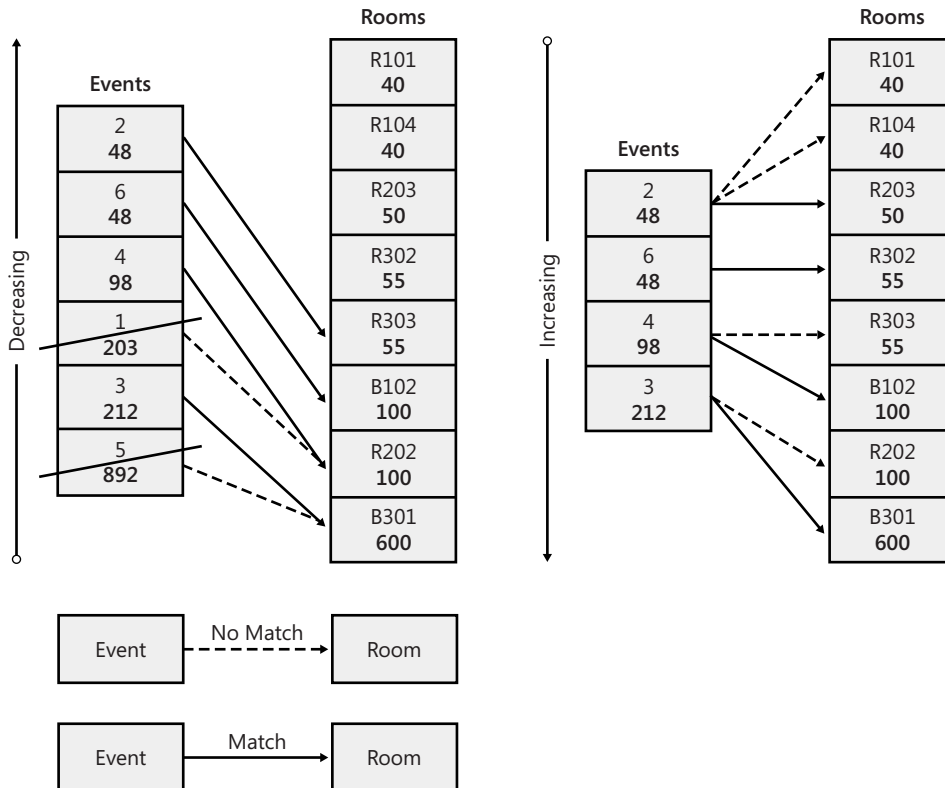 Rooms
R101
40
R104
40
R203
50
R302
55
R303
55
B102
100
R202
100
B301
600
Events
2
48
6
48
4
98
1
203
3
212
5
892
Decreasing
Rooms
R101
40
R104
40
R203
50
R302
55
R303
55
B102
100
R202
100
B301
600
Events
2
48
6
48
4
98
3
212
Increasing
Event
No Match
Room
Event
Match
Room